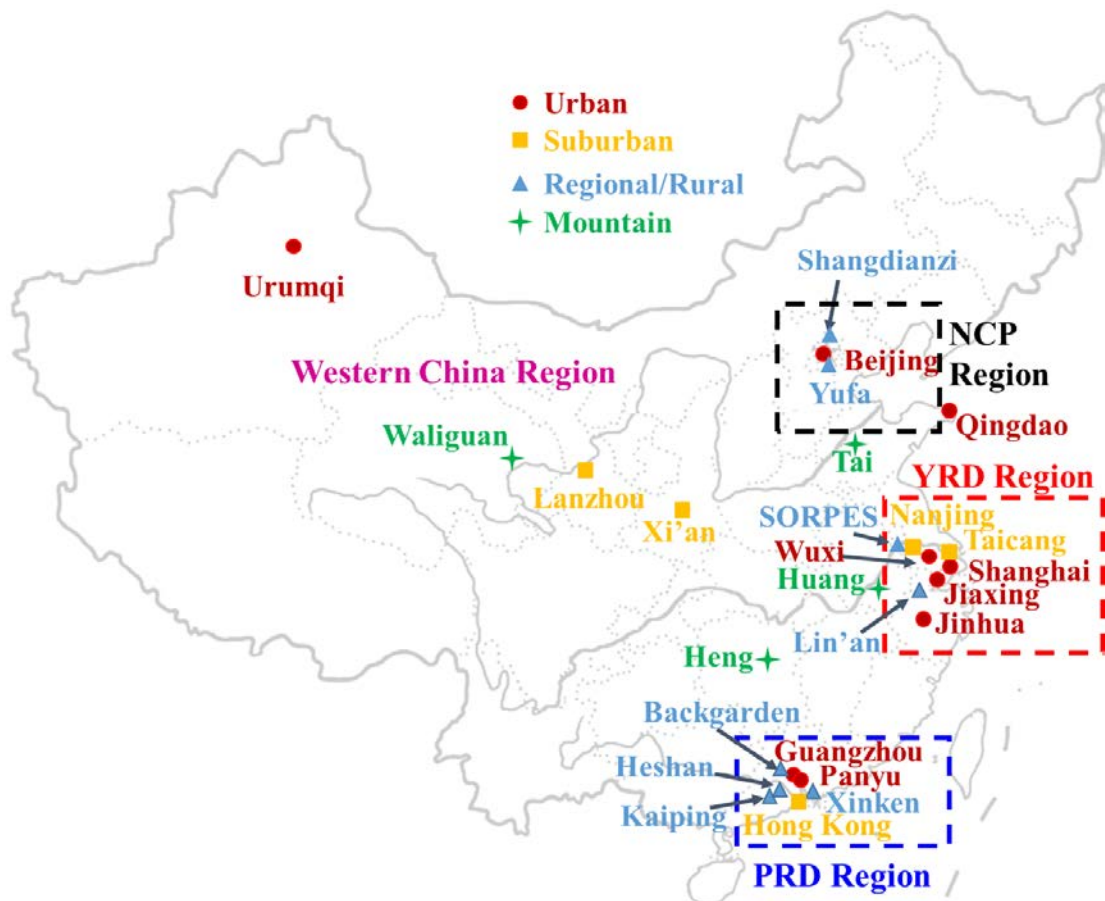 Urban
Suburban
Regional/Rural
Mountain
Urumqi
Shangdianzi
NCP
Region
Beijing
Yufa
Western China Region
Qingdao
Waliguan
Tai
Lanzhou
Xi’an
YRD Region
SORPES
Nanjing
Taicang
Wuxi
Shanghai
Huang
Jiaxing
Jinhua
Lin’an
Heng
Backgarden
Guangzhou
Heshan
Panyu
Kaiping
Xinken
Hong Kong
PRD Region